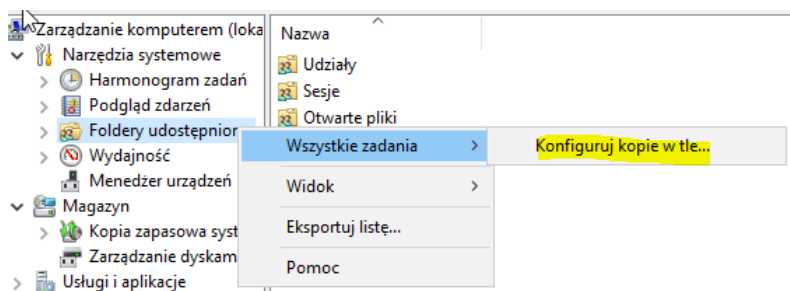 Zarządzanie komputerem (loka
Narzędzia systemowe
Harmonogram zadań
Podgląd zdarzeń
Foldery udostępnior
Wydajność
Menedżer urządzeń
Magazyn
Kopia zapasowa syst
Zarządzanie dyskam
Usługi i aplikacje
Nazwa
Udziały
Sesje
Otwarte pliki
Wszystkie zadania
Widok
Eksportuj listę...
Pomoc
Konfiguruj kopie w tle...